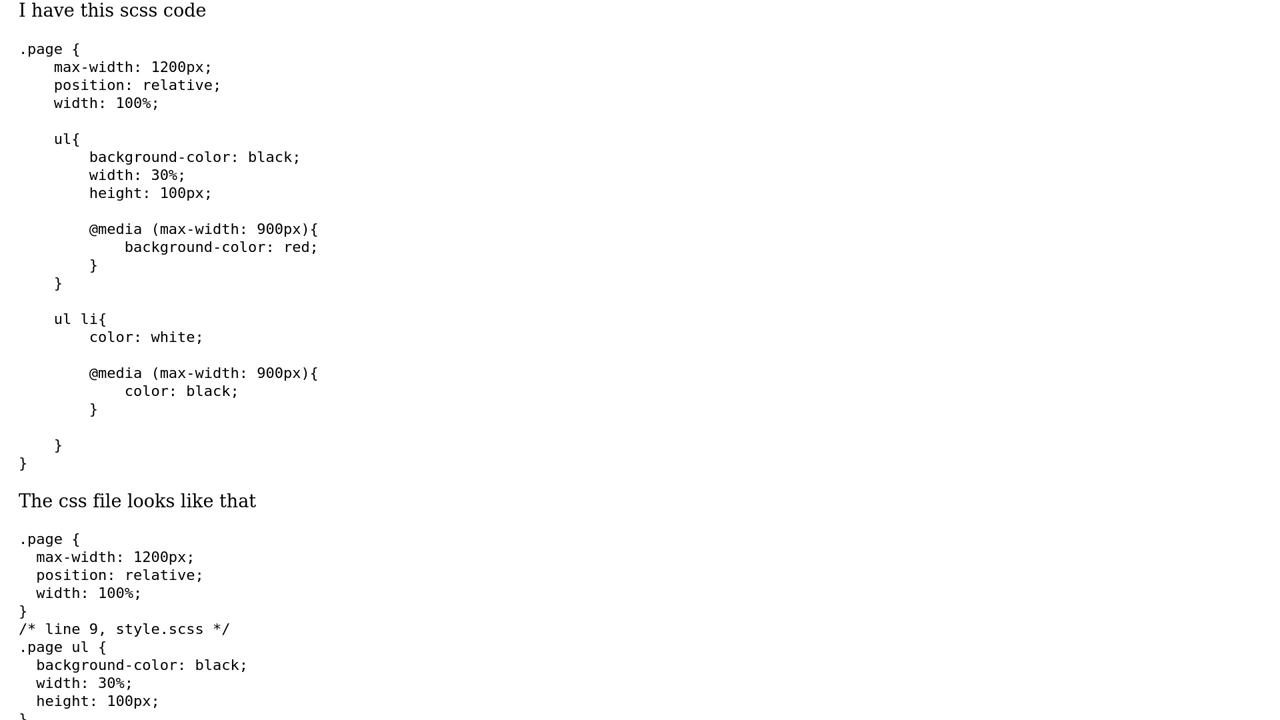 I have this scss code
.page {
    max-width: 1200px;
    position: relative;
    width: 100%;
    ul{
        background-color: black;
        width: 30%;
        height: 100px;
        @media (max-width: 900px){
            background-color: red;
        }
    }
    ul li{
        color: white;
        @media (max-width: 900px){
            color: black;
        }
    }
}
The css file looks like that
.page {
  max-width: 1200px;
  position: relative;
  width: 100%;
}
/* line 9, style.scss */
.page ul {
  background-color: black;
  width: 30%;
  height: 100px;
}